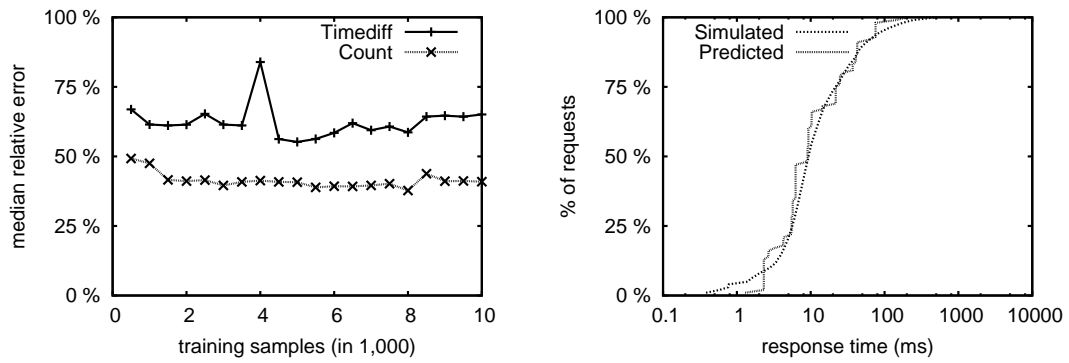 100 %
75 %
50 %
25 %
0 %
median relative error
0 2 4 6 8 10
training samples (in 1,000)
Timediff
Count
100 %
75 %
50 %
25 %
0 %
% of requests
0.1 1 10 100 1000 10000
response time (ms)
Simulated
Predicted